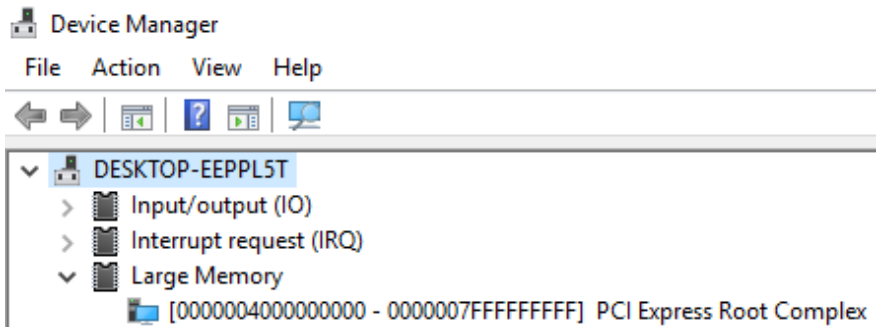 Device Manager
File Action View Help
DESKTOP-EEPPL5T
Input/output (IO)
Interrupt request (IRQ)
Large Memory
[0000004000000000 - 0000007FFFFFFFFF] PCI Express Root Complex